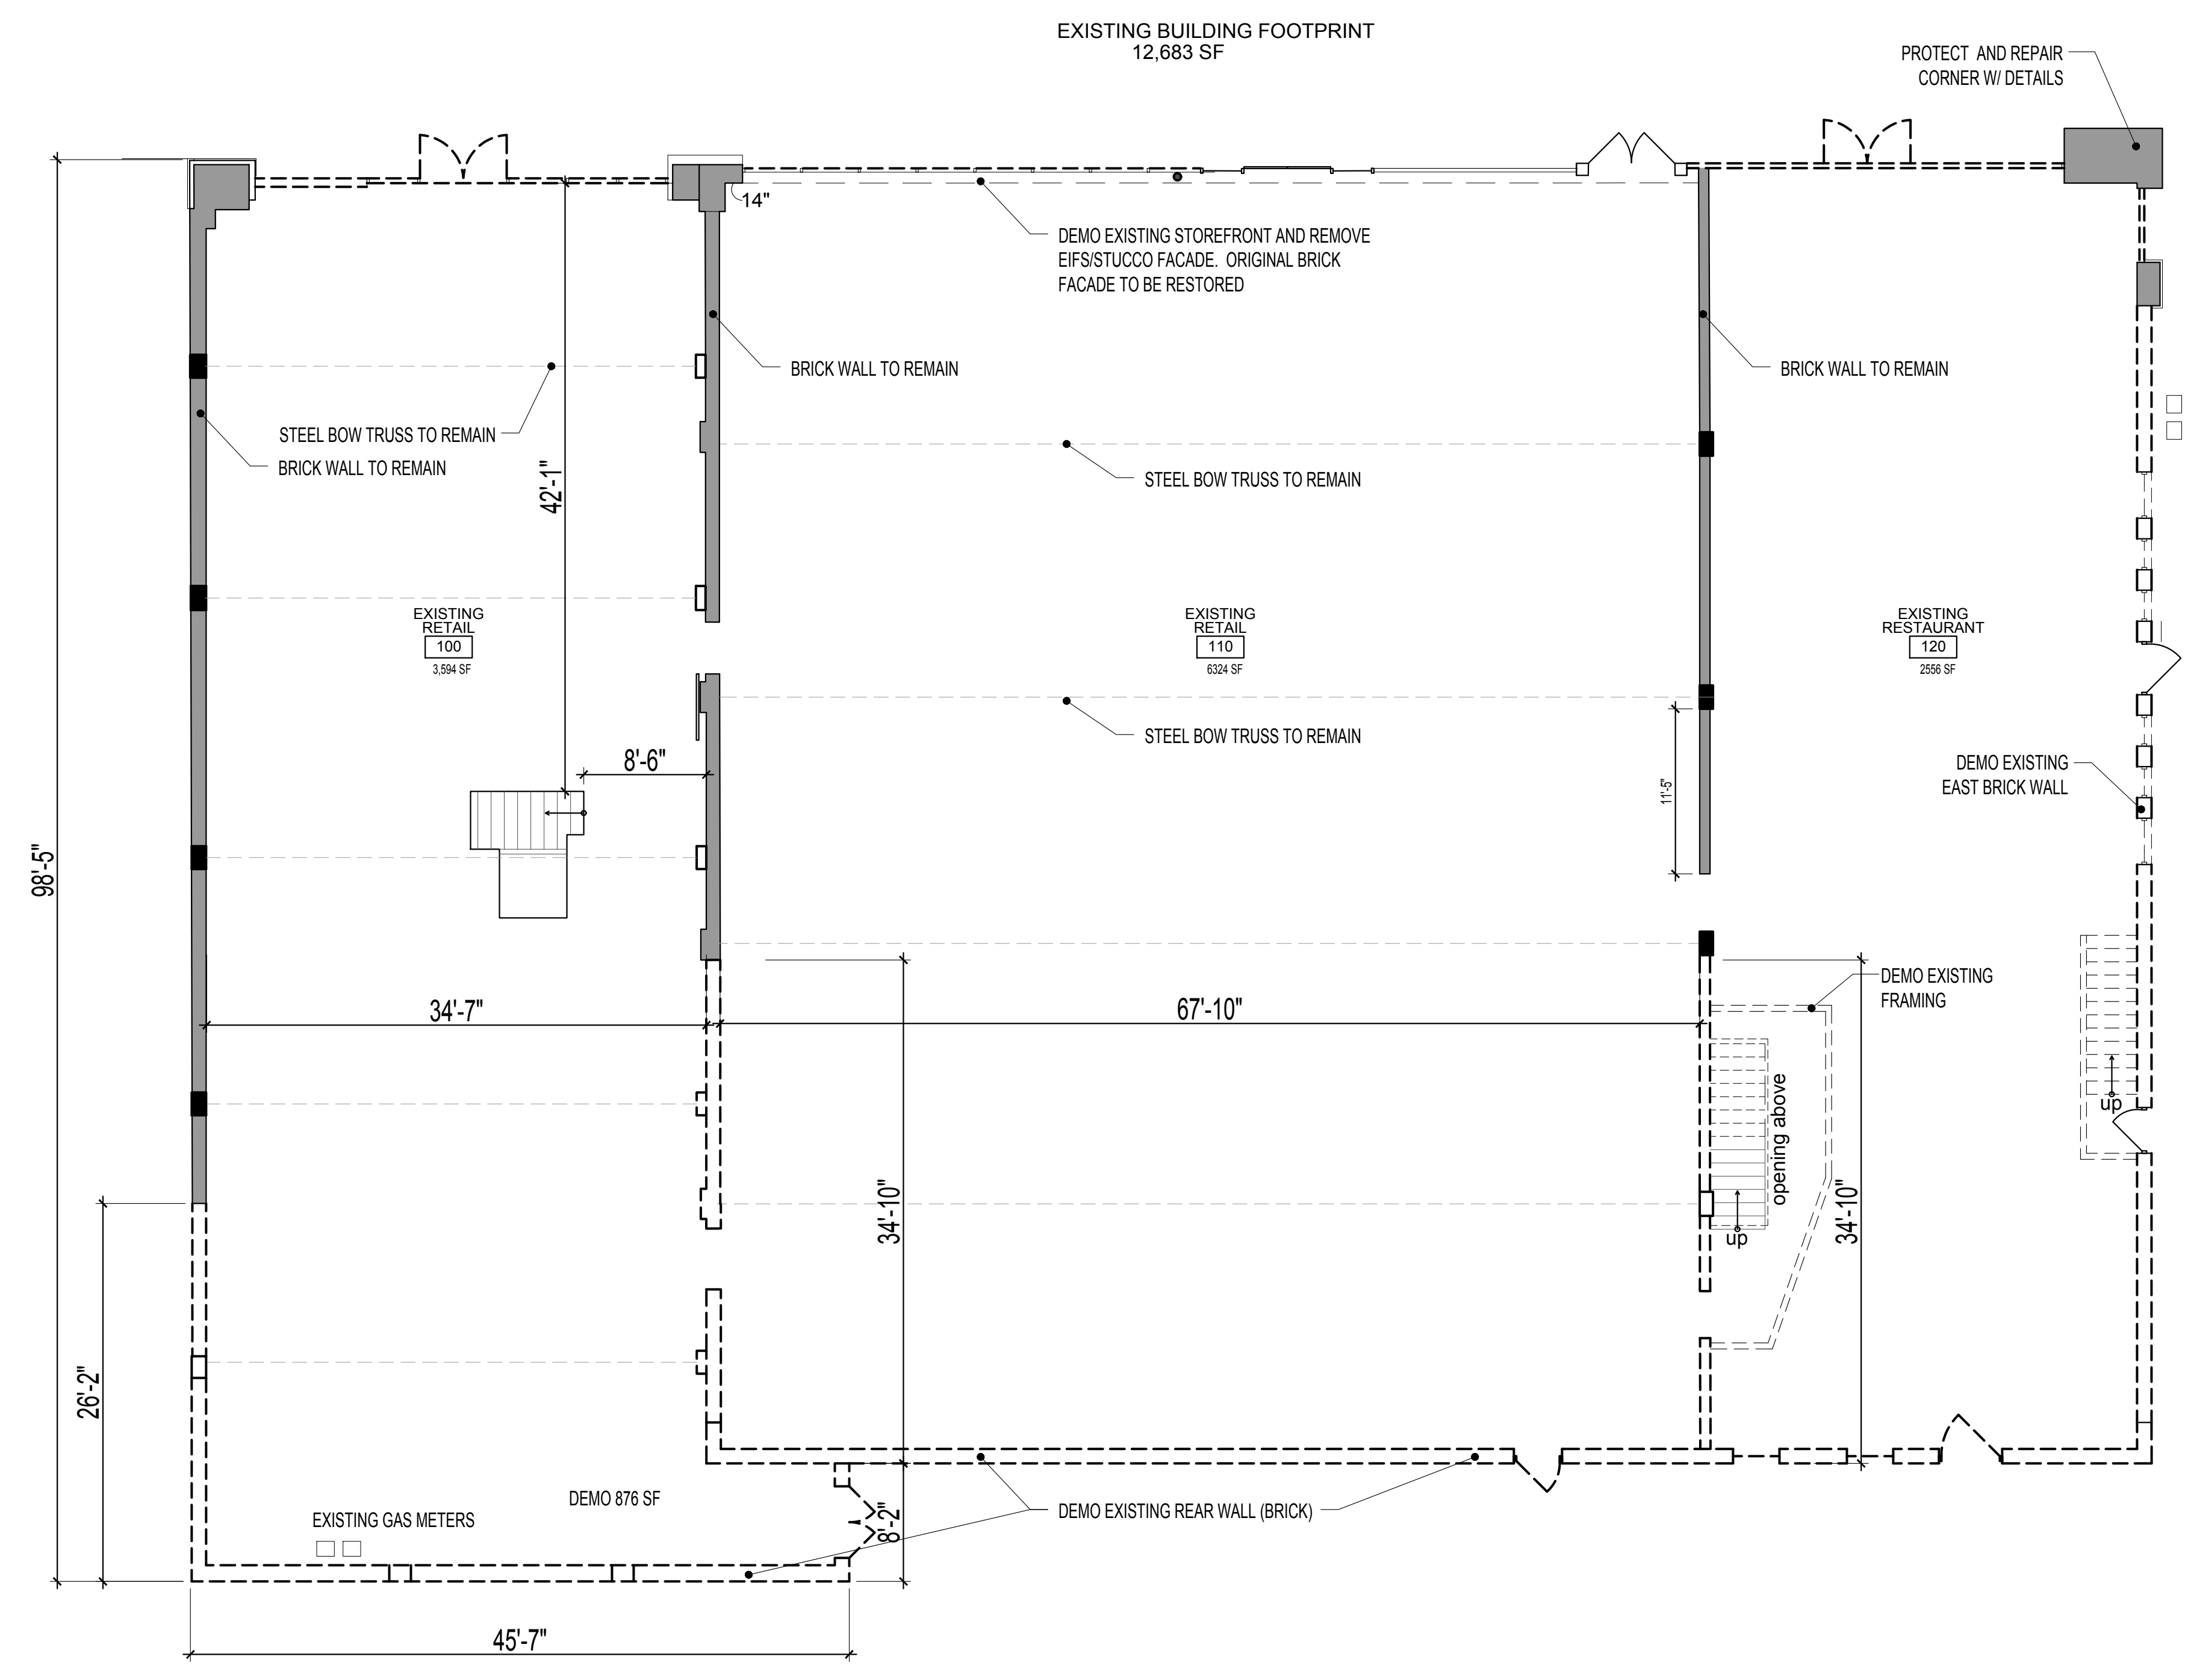 EXISTING BUILDING FOOTPRINT
12,683 SF
PROTECT AND REPAIR
CORNER W/ DETAILS
14"
DEMO EXISTING STOREFRONT AND REMOVE
EIFS/STUCCO FACADE. ORIGINAL BRICK
FACADE TO BE RESTORED
BRICK WALL TO REMAIN
BRICK WALL TO REMAIN
STEEL BOW TRUSS TO REMAIN
BRICK WALL TO REMAIN
42'-1"
STEEL BOW TRUSS TO REMAIN
EXISTING
RETAIL
100
3,594 SF
EXISTING
RETAIL
110
6324 SF
EXISTING
RESTAURANT
120
2556 SF
STEEL BOW TRUSS TO REMAIN
8'-6"
11'-5"
DEMO EXISTING
EAST BRICK WALL
98'-5"
DEMO EXISTING
FRAMING
34'-7"
67'-10"
opening above
up
up
34'-10"
34'-10"
26'-2"
DEMO 876 SF
EXISTING GAS METERS
8'-2"
DEMO EXISTING REAR WALL (BRICK)
45'-7"